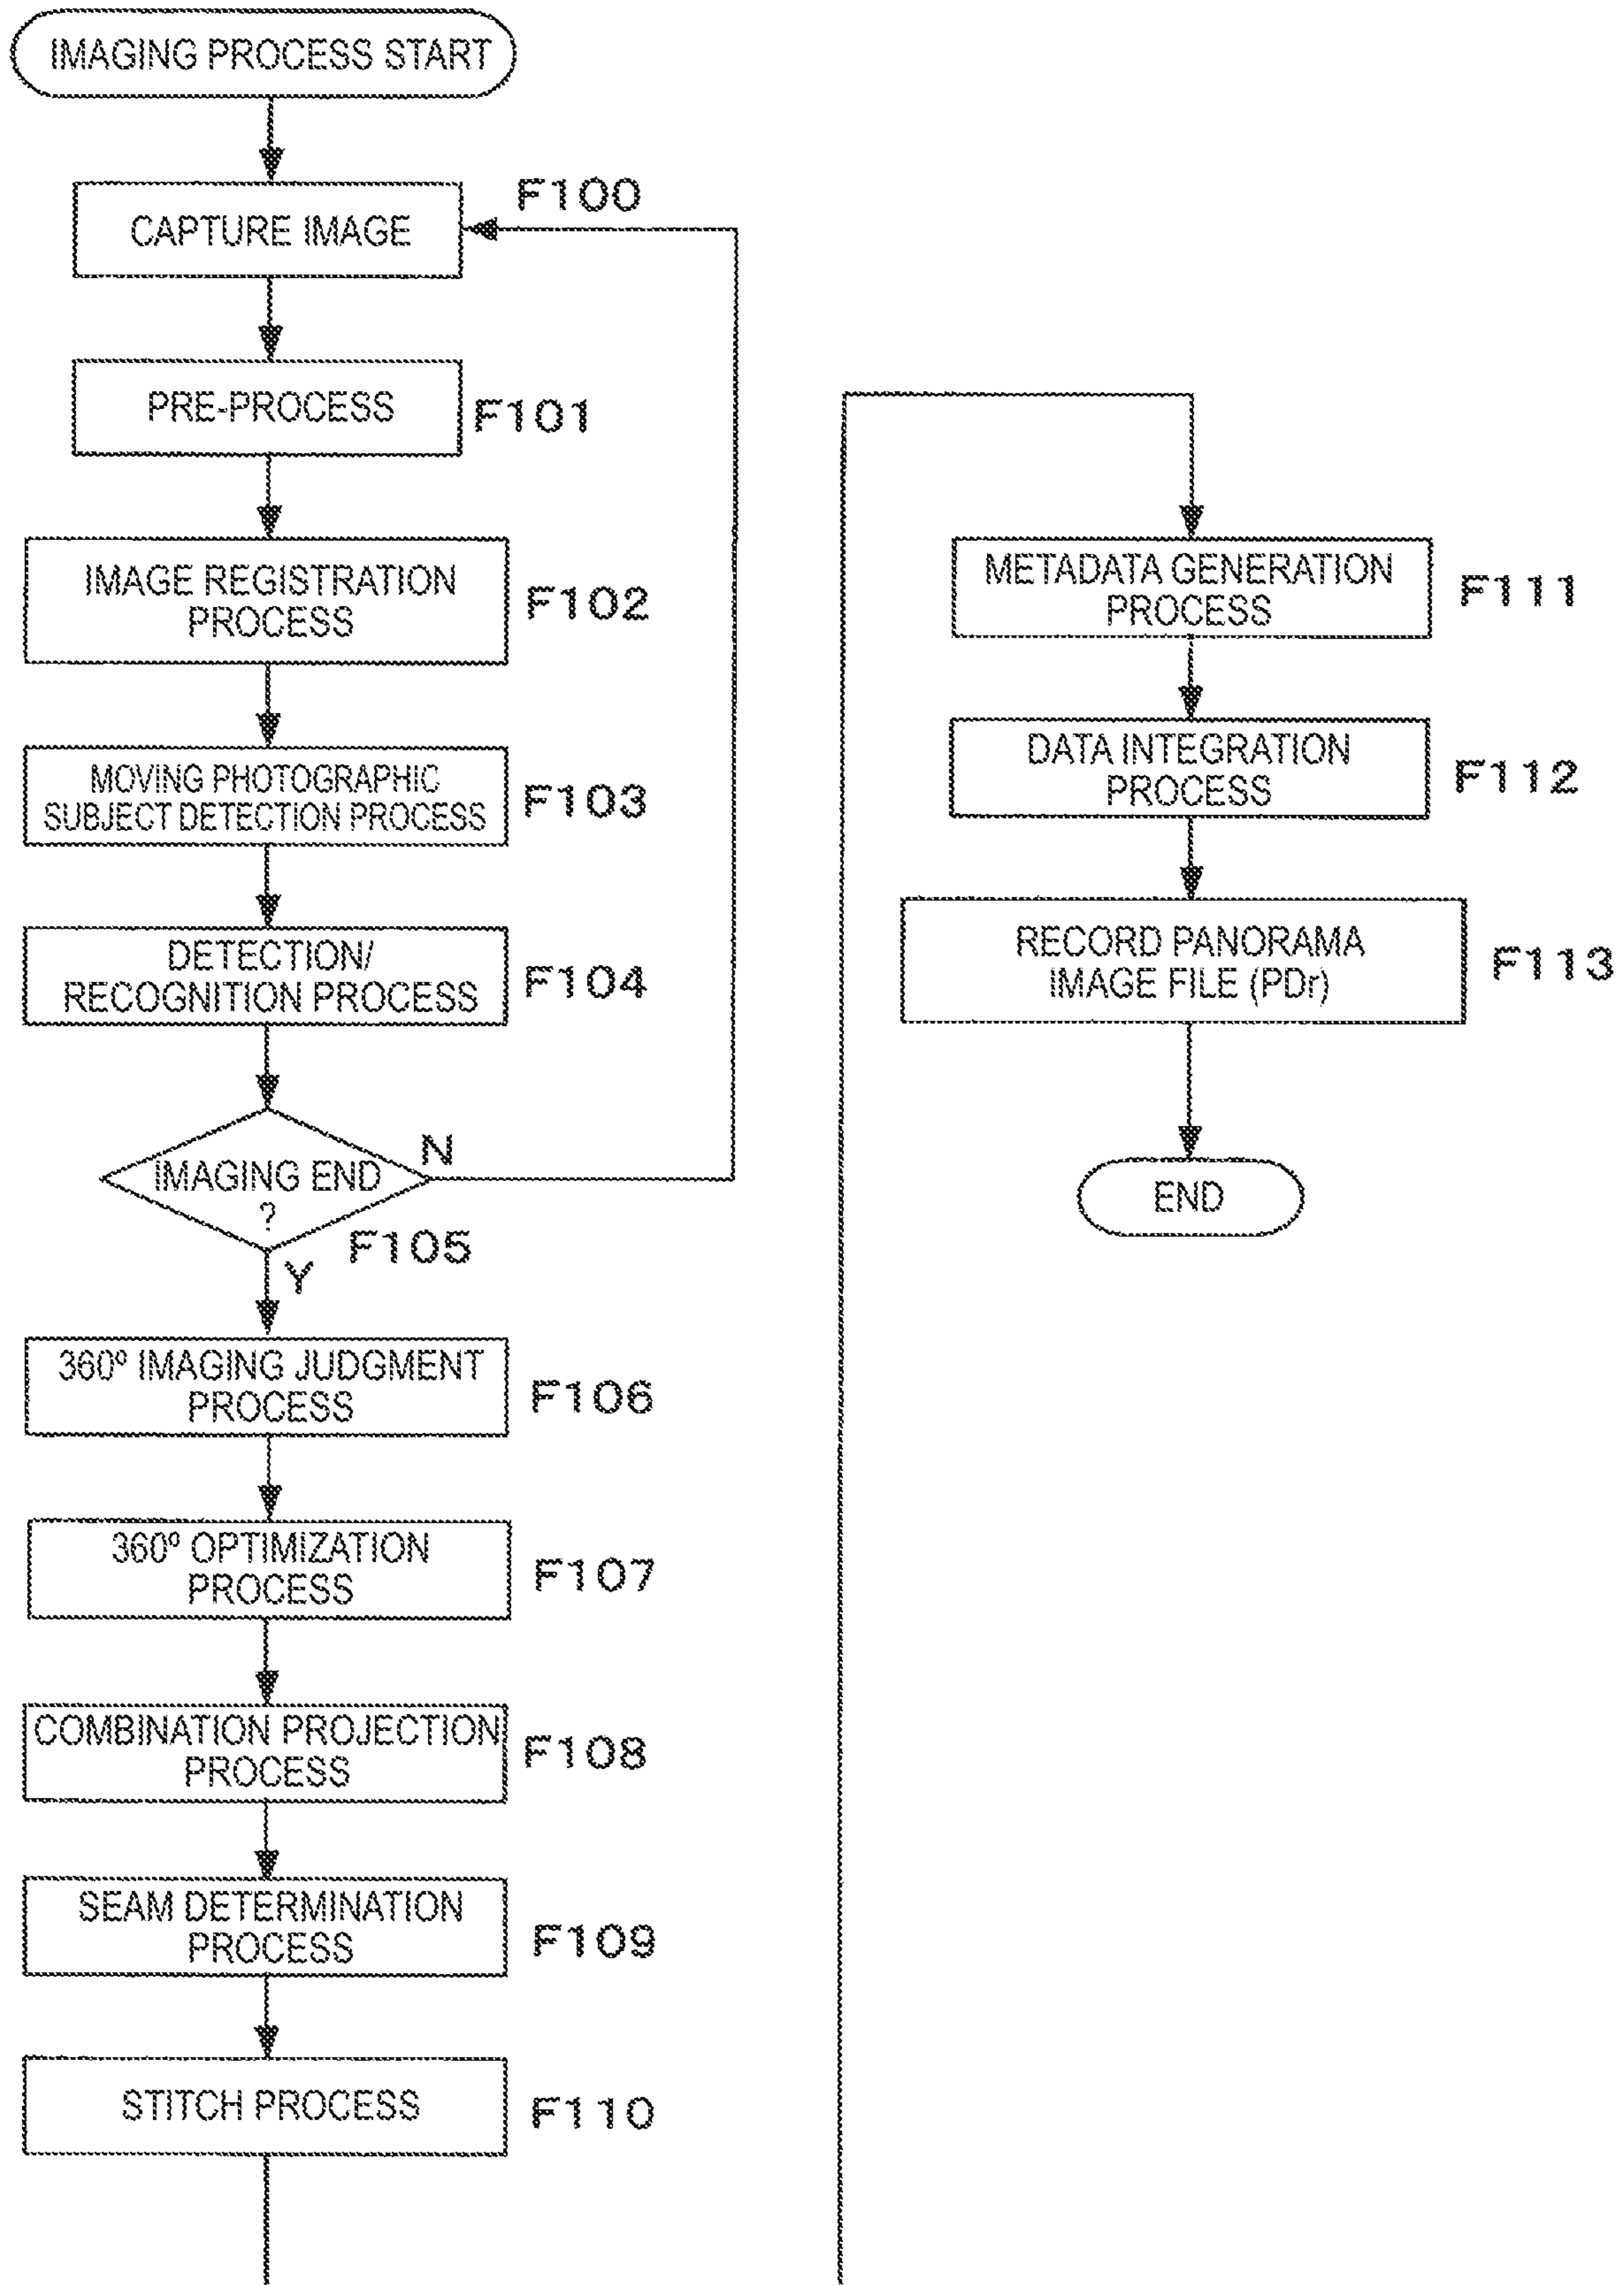 IMAGING PROCESS START
F100
CAPTURE IMAGE
PRE-PROCESS
F101
IMAGE REGISTRATION
PROCESS
F102
MOVING PHOTOGRAPHIC
SUBJECT DETECTION PROCESS
F103
DETECTION/
RECOGNITION PROCESS
F104
N
IMAGING END
?
F105
Y
360º IMAGING JUDGMENT
PROCESS
F106
360º OPTIMIZATION
PROCESS
F107
COMBINATION PROJECTION
PROCESS
F108
SEAM DETERMINATION
PROCESS
F109
STITCH PROCESS
F110
METADATA GENERATION
PROCESS
F111
DATA INTEGRATION
PROCESS
F112
RECORD PANORAMA
IMAGE FILE (PDr)
F113
END